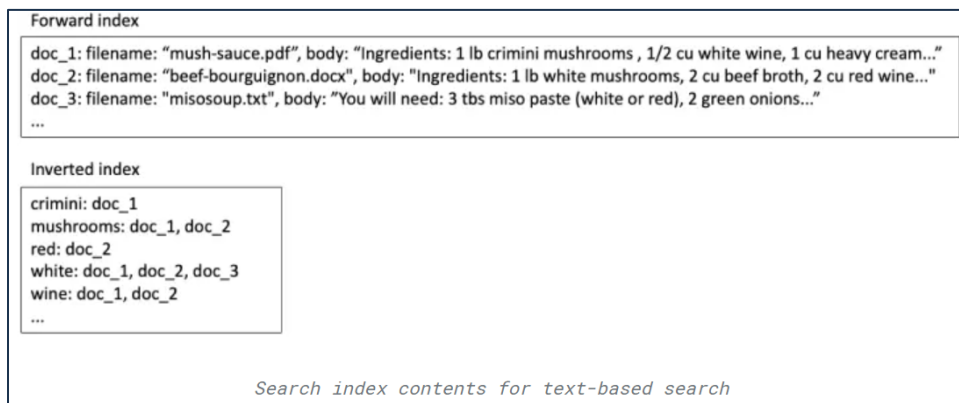 Forward index
doc_1: filename: “mush-sauce.pdf”, body: “Ingredients: 1 lb crimini mushrooms , 1/2 cu white wine, 1 cu heavy cream…”
doc_2: filename: “beef-bourguignon.docx", body: "Ingredients: 1 lb white mushrooms, 2 cu beef broth, 2 cu red wine…"
doc_3: filename: "misosoup.txt", body: “You will need: 3 tbs miso paste (white or red), 2 green onions…”
…
Inverted index
crimini: doc_1
mushrooms: doc_1, doc_2
red: doc_2
white: doc_1, doc_2, doc_3
wine: doc_1, doc_2
…
Search index contents for text-based search